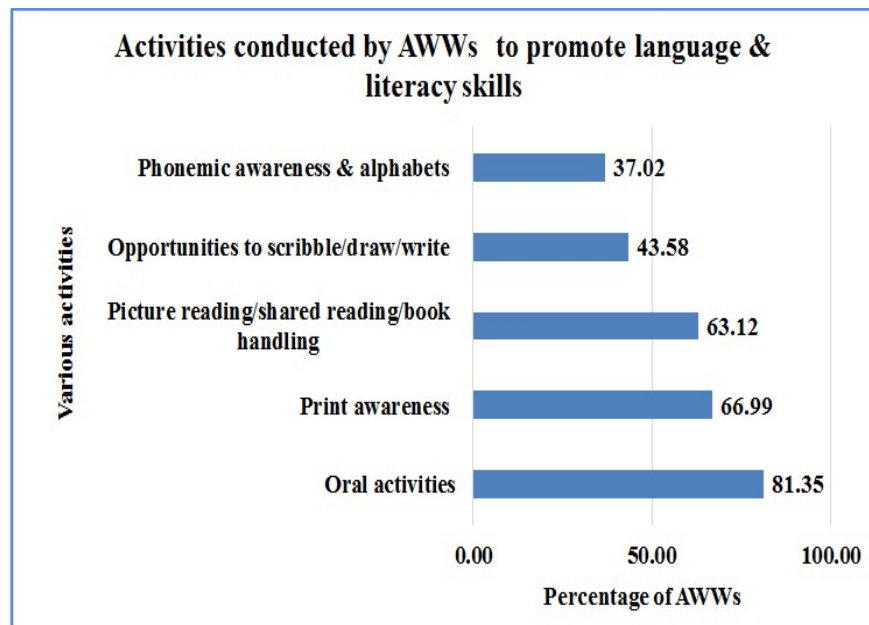 Activities conducted by AWWs to promote language &
literacy skills
Various activities
Phonemic awareness & alphabets
37.02
Opportunities to scribble/draw/write
43.58
Picture reading/shared reading/book
handling
63.12
Print awareness
66.99
Oral activities
81.35
0.00
50.00
100.00
Percentage of AWWs